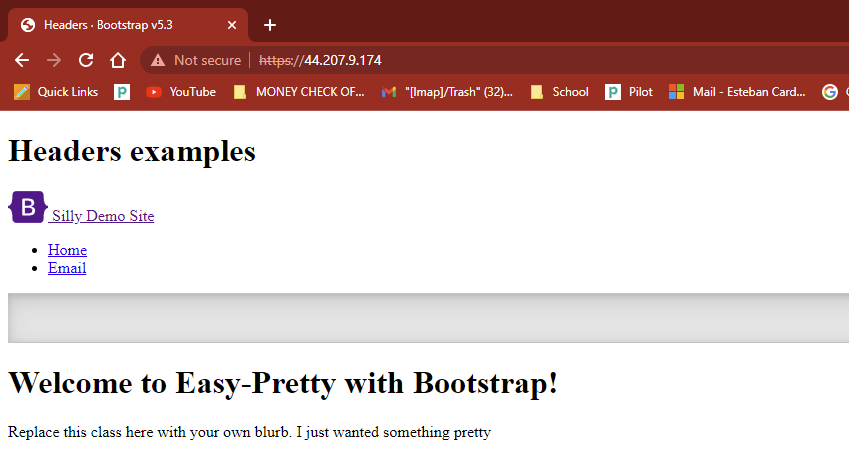 Headers · Bootstrap v5.3
Not secure https://44.207.9.174
Quick Links YouTube MONEY CHECK OF... "[Imap]/Trash" (32)... School Pilot Mail - Esteban Card...
Headers examples
B Silly Demo Site
Home
Email
Welcome to Easy-Pretty with Bootstrap!
Replace this class here with your own blurb. I just wanted something pretty